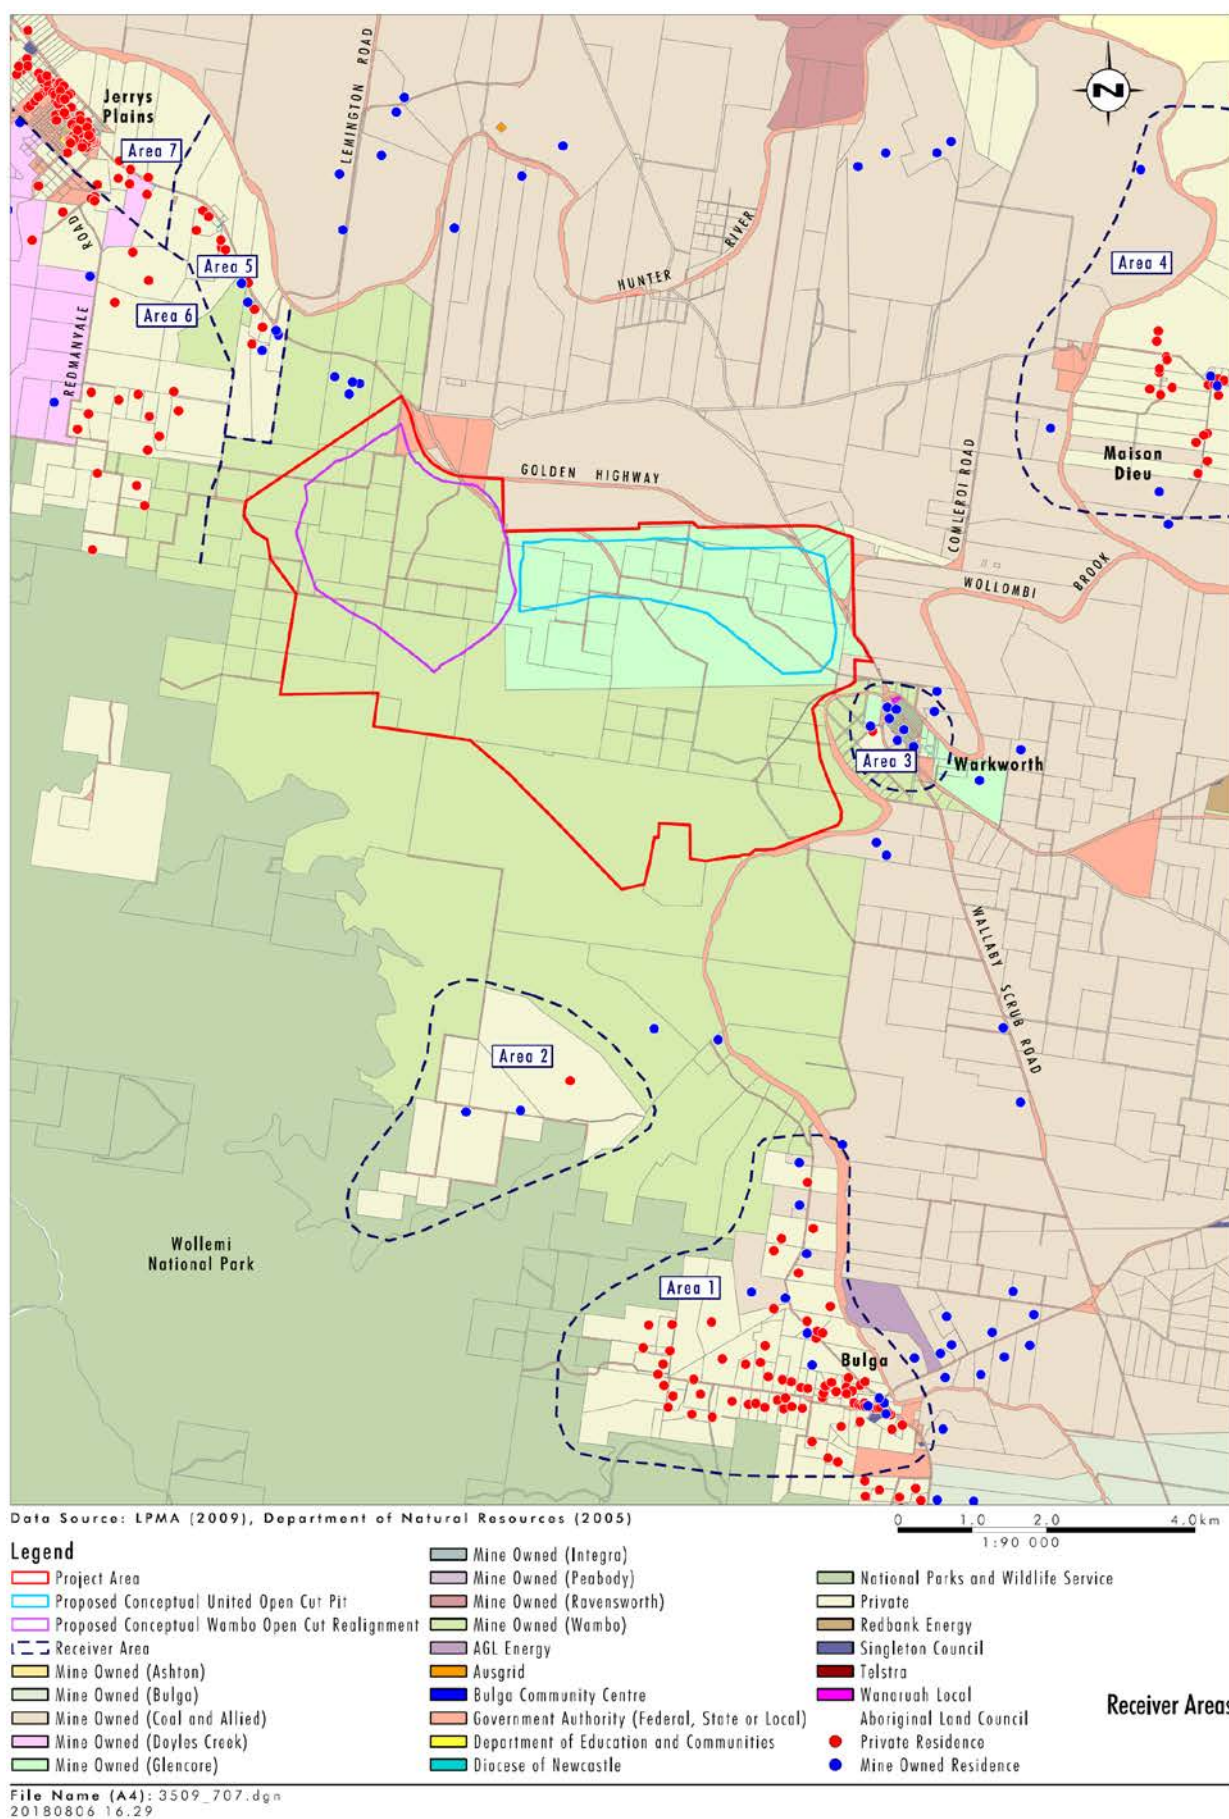 Jerrys
Plains
LEMINGTON ROAD
N
Area 7
ROAD
Area 5
Area 4
RIVER
HUNTER
Area 6
REDMANVALE
GOLDEN HIGHWAY
COMLEROI ROAD
Maison
Dieu
WOLLOMBI BROOK
Area 3
Warkworth
WALLABY SCRUB ROAD
Area 2
Wollemi
National Park
Area 1
Bulga
Data Source: LPMA (2009), Department of Natural Resources (2005)
0 1.0 2.0 4.0km
1:90 000
Legend
Project Area
Proposed Conceptual United Open Cut Pit
Proposed Conceptual Wambo Open Cut Realignment
Receiver Area
Mine Owned (Ashton)
Mine Owned (Bulga)
Mine Owned (Coal and Allied)
Mine Owned (Doyles Creek)
Mine Owned (Glencore)
Mine Owned (Integra)
Mine Owned (Peabody)
Mine Owned (Ravensworth)
Mine Owned (Wambo)
AGL Energy
Ausgrid
Bulga Community Centre
Government Authority (Federal, State or Local)
Department of Education and Communities
Diocese of Newcastle
National Parks and Wildlife Service
Private
Redbank Energy
Singleton Council
Telstra
Wanaruah Local
Aboriginal Land Council
Private Residence
Mine Owned Residence
Receiver Areas
File Name (A4): 3509_707.dgn
20180806 16.29